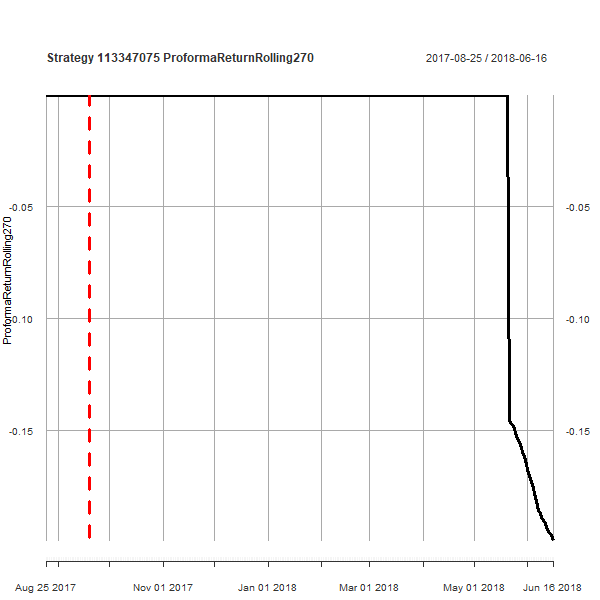 Strategy 113347075 ProformaReturnRolling270
2017-08-25 / 2018-06-16
ProformaReturnRolling270
-0.05
-0.10
-0.15
-0.05
-0.10
-0.15
Aug 25 2017
Nov 01 2017
Jan 01 2018
Mar 01 2018
May 01 2018
Jun 16 2018